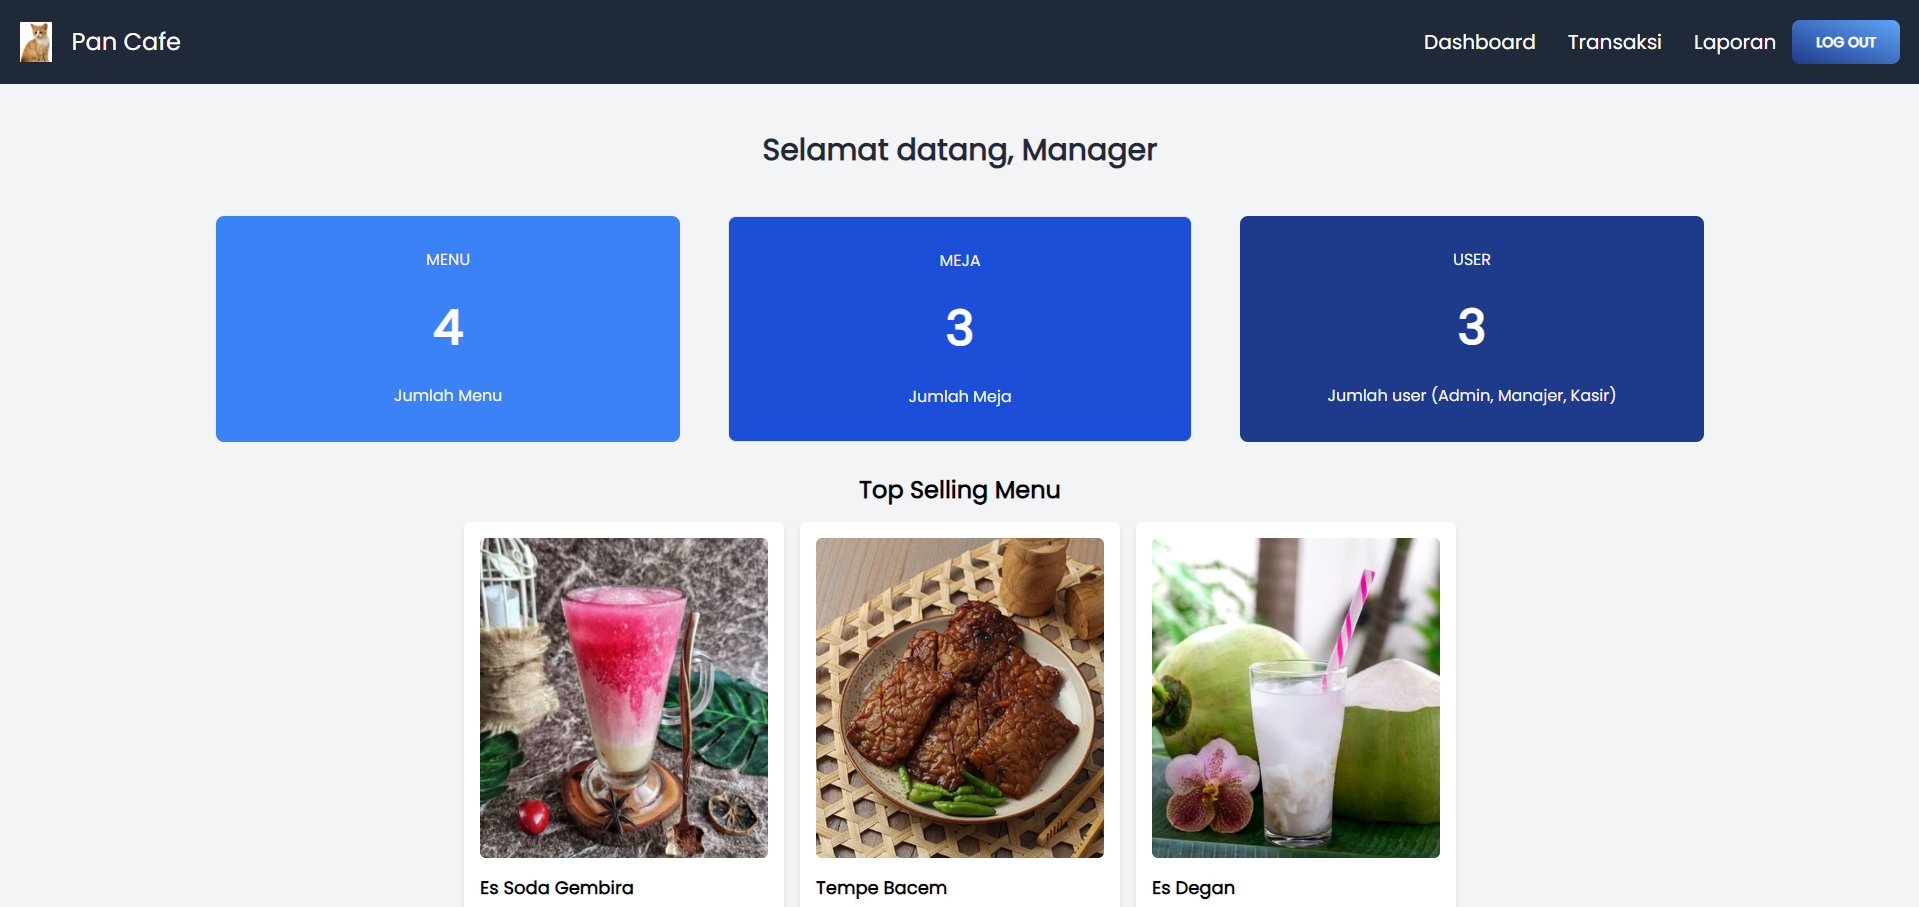 Pan Cafe
Dashboard Transaksi Laporan LOG OUT
Selamat datang, Manager
MENU
4
Jumlah Menu
MEJA
3
Jumlah Meja
USER
3
Jumlah user (Admin, Manajer, Kasir)
Top Selling Menu
Es Soda Gembira
Tempe Bacem
Es Degan